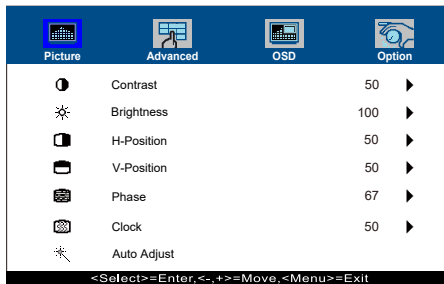 Picture Advanced OSD Option
Contrast 50
Brightness 100
H-Position 50
V-Position 50
Phase 67
Clock 50
Auto Adjust
<Select>=Enter,<-,+>=Move,<Menu>=Exit